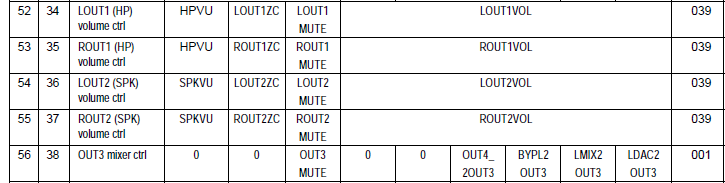 52 34 LOUT1 (HP) volume ctrl HPVU LOUT1ZC LOUT1 MUTE LOUT1VOL 039
53 35 ROUT1 (HP) volume ctrl HPVU ROUT1ZC ROUT1 MUTE ROUT1VOL 039
54 36 LOUT2 (SPK) volume ctrl SPKVU LOUT2ZC LOUT2 MUTE LOUT2VOL 039
55 37 ROUT2 (SPK) volume ctrl SPKVU ROUT2ZC ROUT2 MUTE ROUT2VOL 039
56 38 OUT3 mixer ctrl 0 0 OUT3 MUTE 0 0 OUT4_ 2OUT3 BYPL2 OUT3 LMIX2 OUT3 LDAC2 OUT3 001